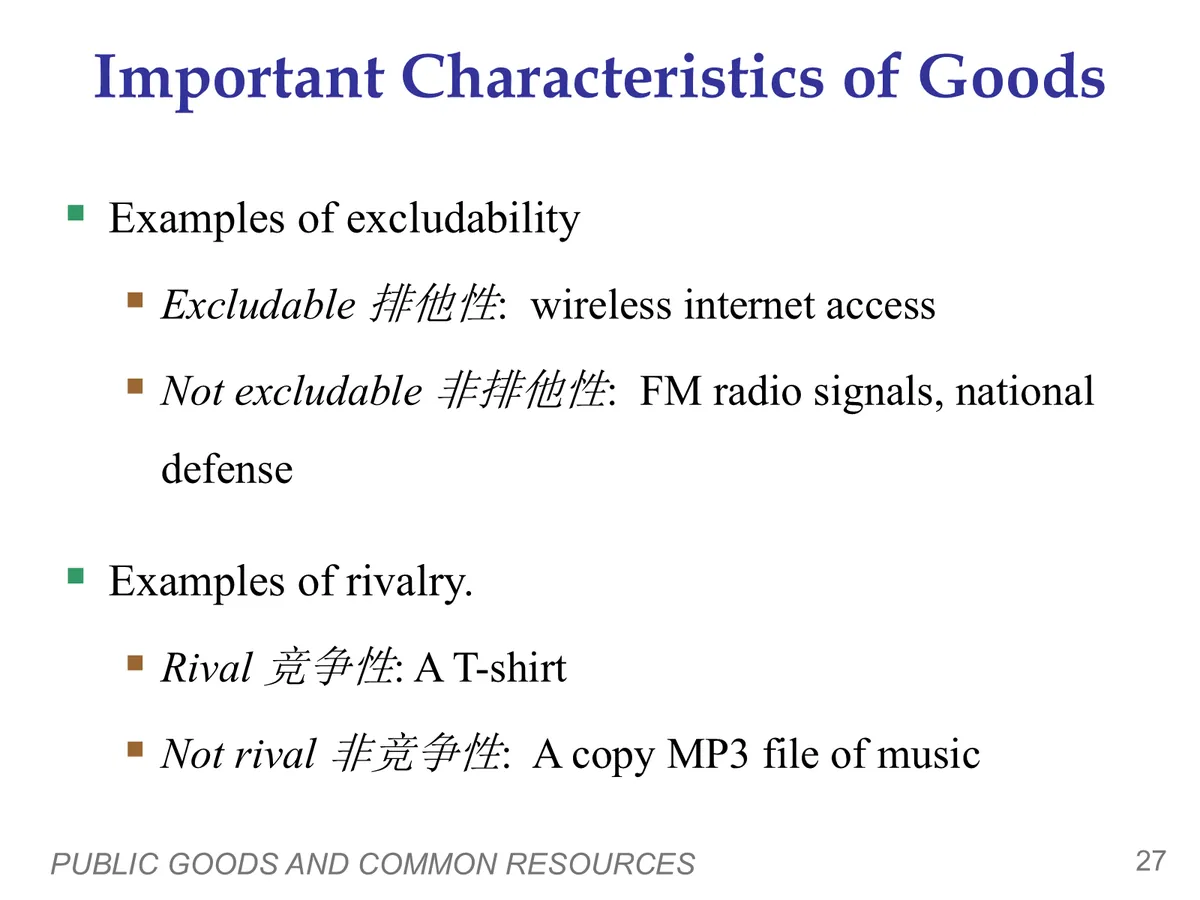 Important Characteristics of Goods
Examples of excludability
Excludable 排他性: wireless internet access
Not excludable 非排他性: FM radio signals, national
defense
Examples of rivalry.
Rival 竞争性: A T-shirt
Not rival 非竞争性: A copy MP3 file of music
PUBLIC GOODS AND COMMON RESOURCES
27